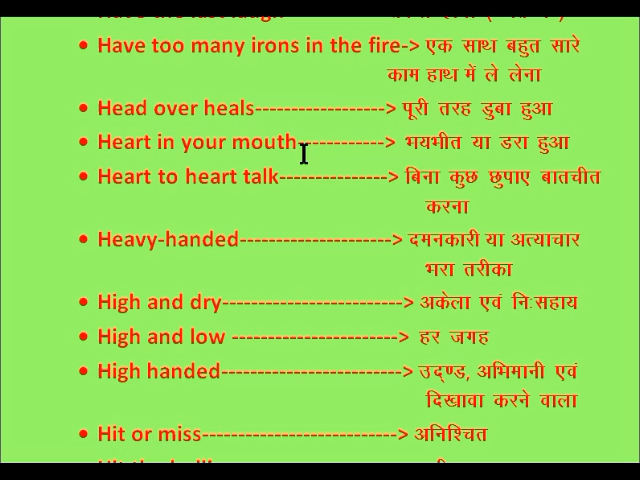 • Have too many irons in the fire-> एक साथ बहुत सारे
काम हाथ में ले लेना
• Head over heals------------------> पूरी तरह डुबा हुआ
• Heart in your mouth------------> भयभीत या डरा हुआ
• Heart to heart talk---------------> बिना कुछ छुपाए बातचीत
करना
• Heavy-handed---------------------> दमनकारी या अत्याचार
भरा तरीका
• High and dry-------------------------> अकेला एवं निःसहाय
• High and low -----------------------> हर जगह
• High handed-------------------------> उद्ण्ड, अभिमानी एवं
दिखावा करने वाला
• Hit or miss---------------------------> अनिश्चित